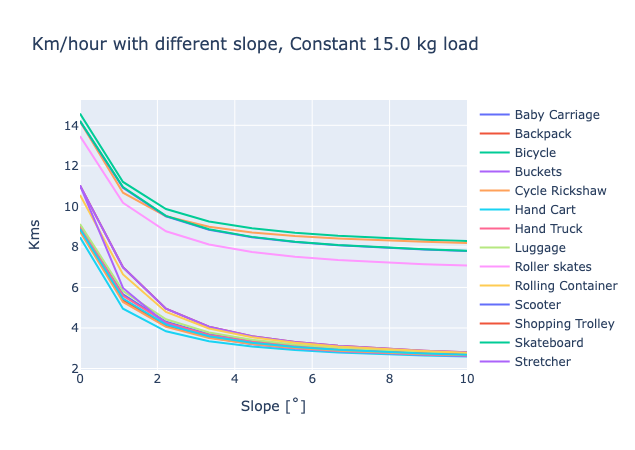 Km/hour with different slope, Constant 15.0 kg load
Kms
14
12
10
8
6
4
2
0
2
4
6
8
10
Slope [˚]
Baby Carriage
Backpack
Bicycle
Buckets
Cycle Rickshaw
Hand Cart
Hand Truck
Luggage
Roller skates
Rolling Container
Scooter
Shopping Trolley
Skateboard
Stretcher